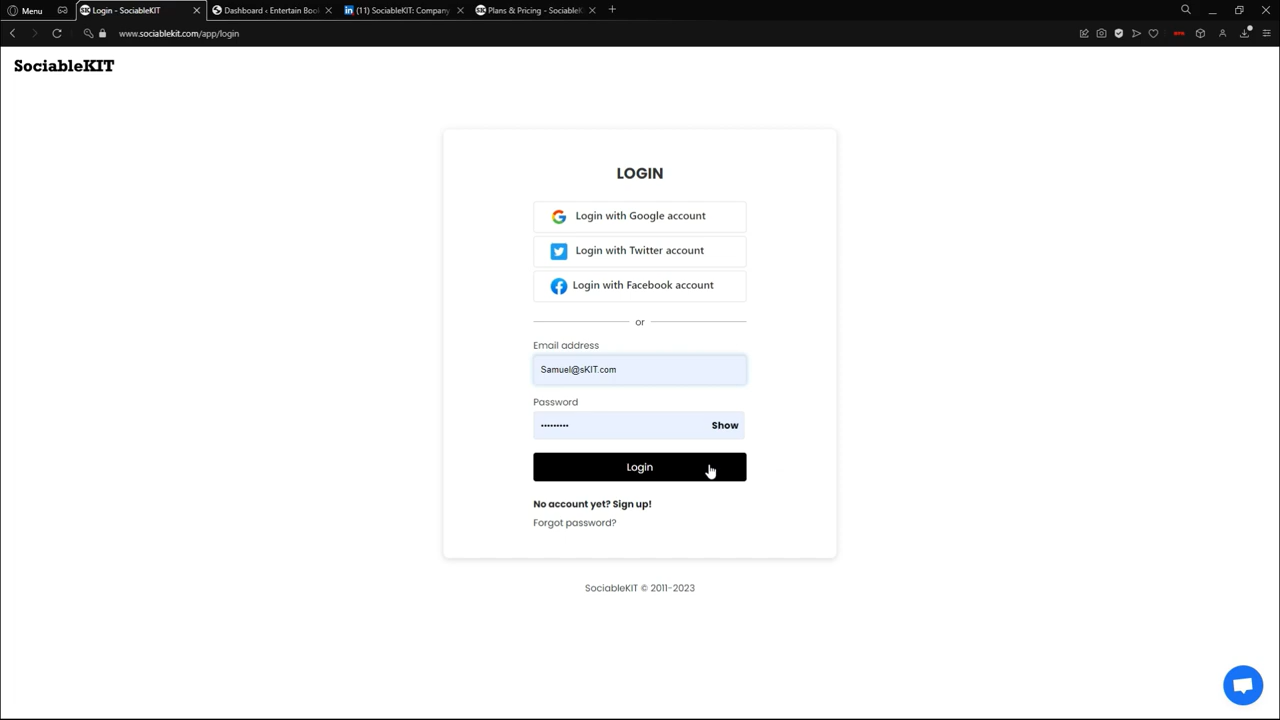 Menu
Login - SociableKIT
Dashboard ‹ Entertain Bool
(11) SociableKIT: Company
Plans & Pricing - SociableK
www.sociablekit.com/app/login
SociableKIT
LOGIN
Login with Google account
Login with Twitter account
Login with Facebook account
or
Email address
Samuel@sKIT.com
Password
•••••••••
Show
Login
No account yet? Sign up!
Forgot password?
SociableKIT © 2011-2023